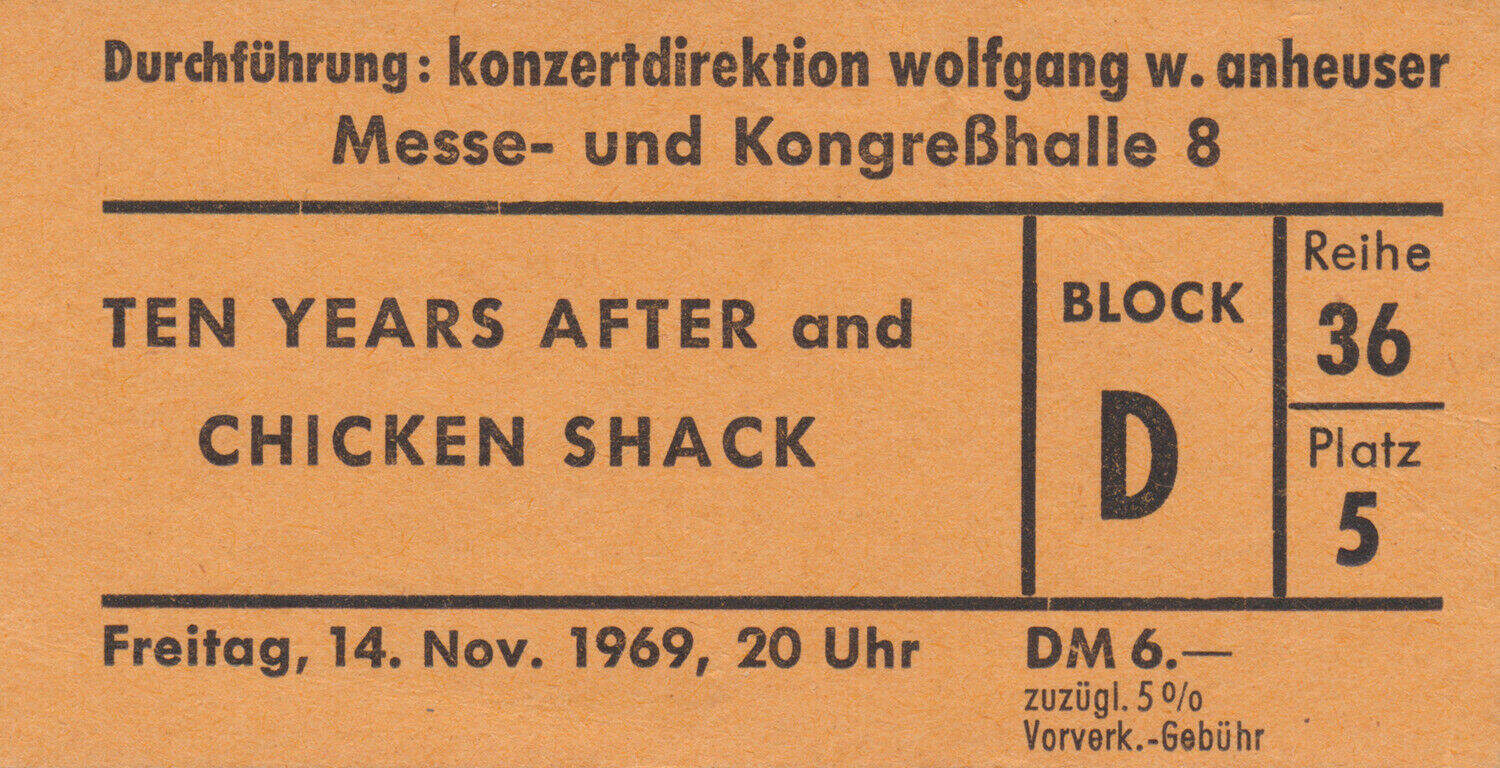 Durchführung: konzertdirektion wolfgang w. anheuser
Messe- und Kongreßhalle 8
TEN YEARS AFTER and
CHICKEN SHACK
BLOCK
D
Reihe
36
Platz
5
Freitag, 14. Nov. 1969, 20 Uhr
DM 6.—
zuzügl. 5%
Vorverk.-Gebühr